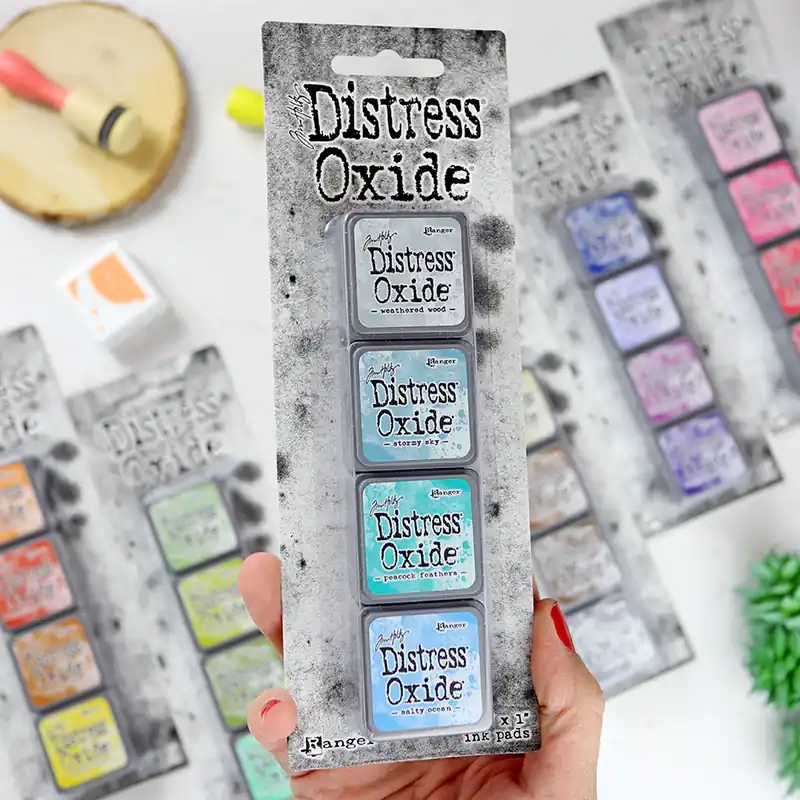 Tim Holtz
Distress
Oxide®
Tim Holtz
Ranger
Distress
Oxide®
— weathered wood —
Tim Holtz
Ranger
Distress
Oxide®
— stormy sky —
Tim Holtz
Ranger
Distress
Oxide®
— peacock feathers —
Tim Holtz
Ranger
Distress
Oxide®
— salty ocean —
Ranger
x 1"
ink pads
Distress
Oxide
Distress
Oxide